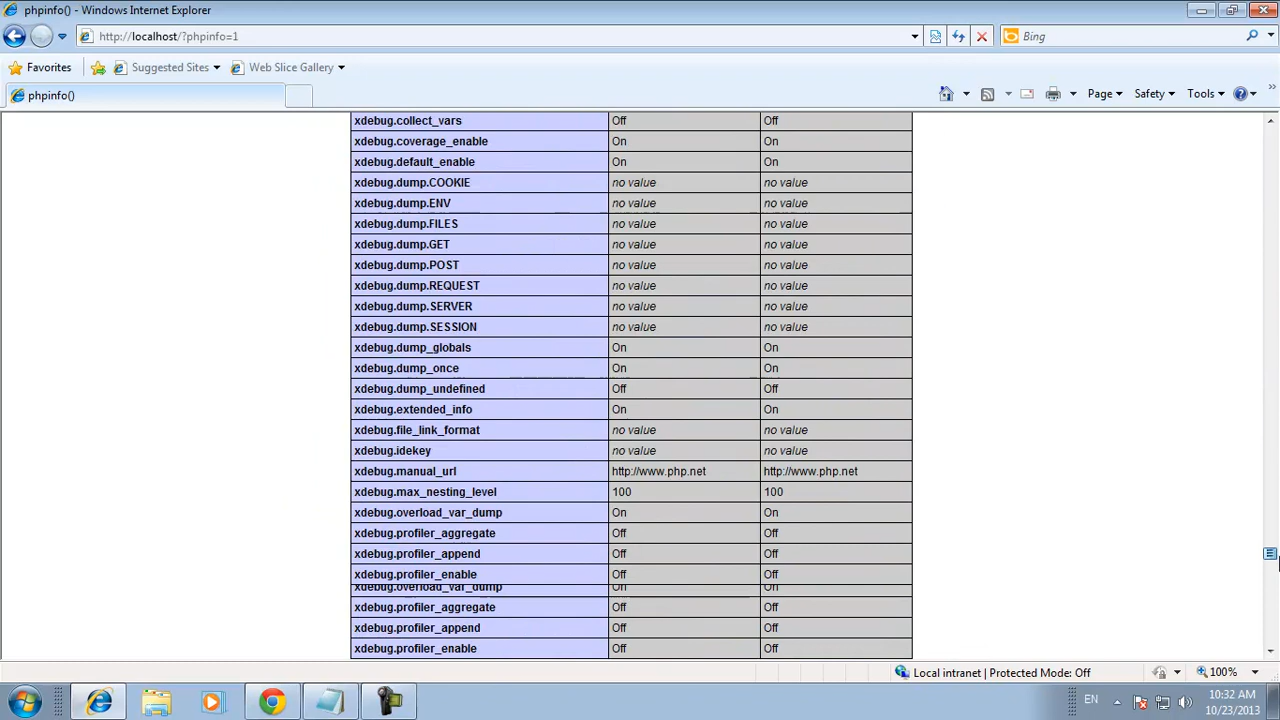 phpinfo() - Windows Internet Explorer
http://localhost/?phpinfo=1
Bing
Favorites
Suggested Sites
Web Slice Gallery
phpinfo()
Page
Safety
Tools
xdebug.collect_vars Off Off
xdebug.coverage_enable On On
xdebug.default_enable On On
xdebug.dump.COOKIE no value no value
xdebug.dump.ENV no value no value
xdebug.dump.FILES no value no value
xdebug.dump.GET no value no value
xdebug.dump.POST no value no value
xdebug.dump.REQUEST no value no value
xdebug.dump.SERVER no value no value
xdebug.dump.SESSION no value no value
xdebug.dump_globals On On
xdebug.dump_once On On
xdebug.dump_undefined Off Off
xdebug.extended_info On On
xdebug.file_link_format no value no value
xdebug.idekey no value no value
xdebug.manual_url http://www.php.net http://www.php.net
xdebug.max_nesting_level 100 100
xdebug.overload_var_dump On On
xdebug.profiler_aggregate Off Off
xdebug.profiler_append Off Off
xdebug.profiler_enable Off Off
xdebug.overload_var_dump On On
xdebug.profiler_aggregate Off Off
xdebug.profiler_append Off Off
xdebug.profiler_enable Off Off
Local intranet | Protected Mode: Off
100%
EN
10:32 AM
10/23/2013